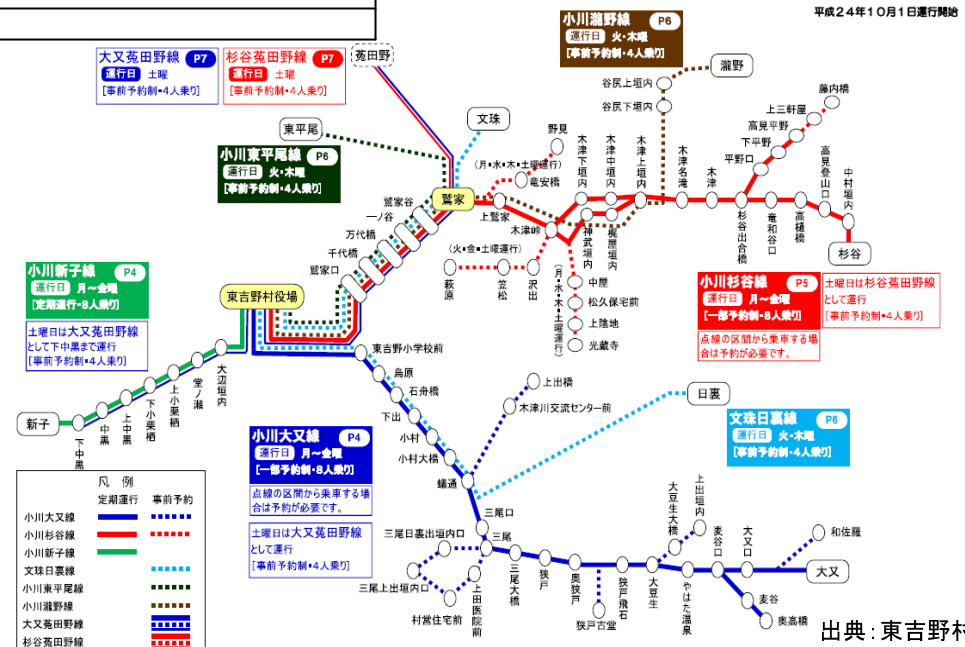 平成24年10月1日運行開始
大又菟田野線 P7
運行日 土曜
[事前予約制・4人乗り]
杉谷菟田野線 P7
運行日 土曜
[事前予約制・4人乗り]
菟田野
小川瀧野線 P6
運行日 火・木曜
[事前予約制・4人乗り]
瀧野
谷尻上垣内
谷尻下垣内
東平尾
文珠
野見
小川東平尾線 P6
運行日 火・木曜
[事前予約制・4人乗り]
(月・水・木・土曜運行)
竜安橋
木津下垣内
木津中垣内
木津上垣内
木津名滝
木津
平野口
下平野
高見平野
上三軒屋
藤内橋
高見登山口
中村垣内
鷲家
上鷲家
木津峠
神武垣内
梶屋垣内
杉谷出合橋
竜和谷口
高樋橋
杉谷
鷲家谷
一ノ谷
万代橋
千代橋
鷲家口
(火・金・土曜運行)
萩原
笠松
沢出
(月・水・木・土曜運行)
中屋
松久保宅前
上陰地
光蔵寺
小川杉谷線 P5
運行日 月~金曜
[一部予約制・8人乗り]
点線の区間から乗車する場
合は予約が必要です。
土曜日は杉谷菟田野線
として運行
[事前予約制・4人乗り]
小川新子線 P4
運行日 月~金曜
[定期運行・8人乗り]
土曜日は大又菟田野線
として下中黒まで運行
[事前予約制・4人乗り]
東吉野村役場
新子
下中黒
中黒
上中黒
下小栗栖
上小栗栖
堂ノ瀬
大辺垣内
東吉野小学校前
鳥原
石舟橋
下出
小村
小村大橋
蟻通
上出橋
木津川交流センター前
日裏
文珠日裏線 P6
運行日 火・木曜
[事前予約制・4人乗り]
小川大又線 P4
運行日 月~金曜
[一部予約制・8人乗り]
点線の区間から乗車する場
合は予約が必要です。
土曜日は大又菟田野線
として運行
[事前予約制・4人乗り]
三尾口
三尾
三尾日裏出垣内口
三尾上出垣内口
村営住宅前
上田医院前
三尾大橋
狭戸
奥狭戸
狭戸古堂
狭戸飛石
大豆生
大豆生大橋
上出垣内
やはた温泉
麦谷口
大又口
和佐羅
大又
麦谷
奥高橋
凡 例
定期運行 事前予約
小川大又線
小川杉谷線
小川新子線
文珠日裏線
小川東平尾線
小川瀧野線
大又菟田野線
杉谷菟田野線
出典:東吉野村